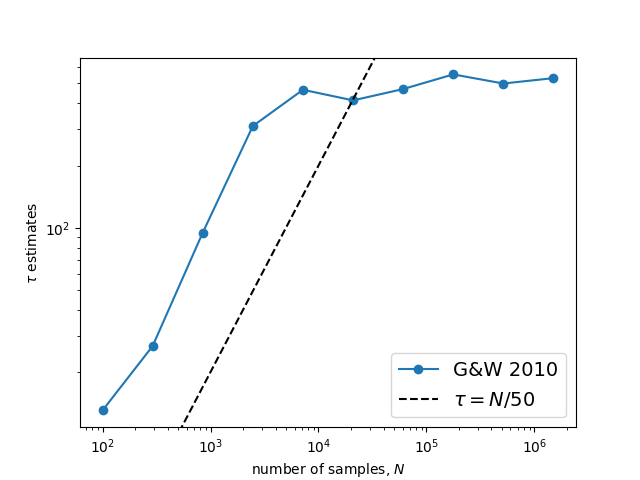 10²
τ estimates
G&W 2010
τ = N/50
10² 10³ 10⁴ 10⁵ 10⁶
number of samples, N